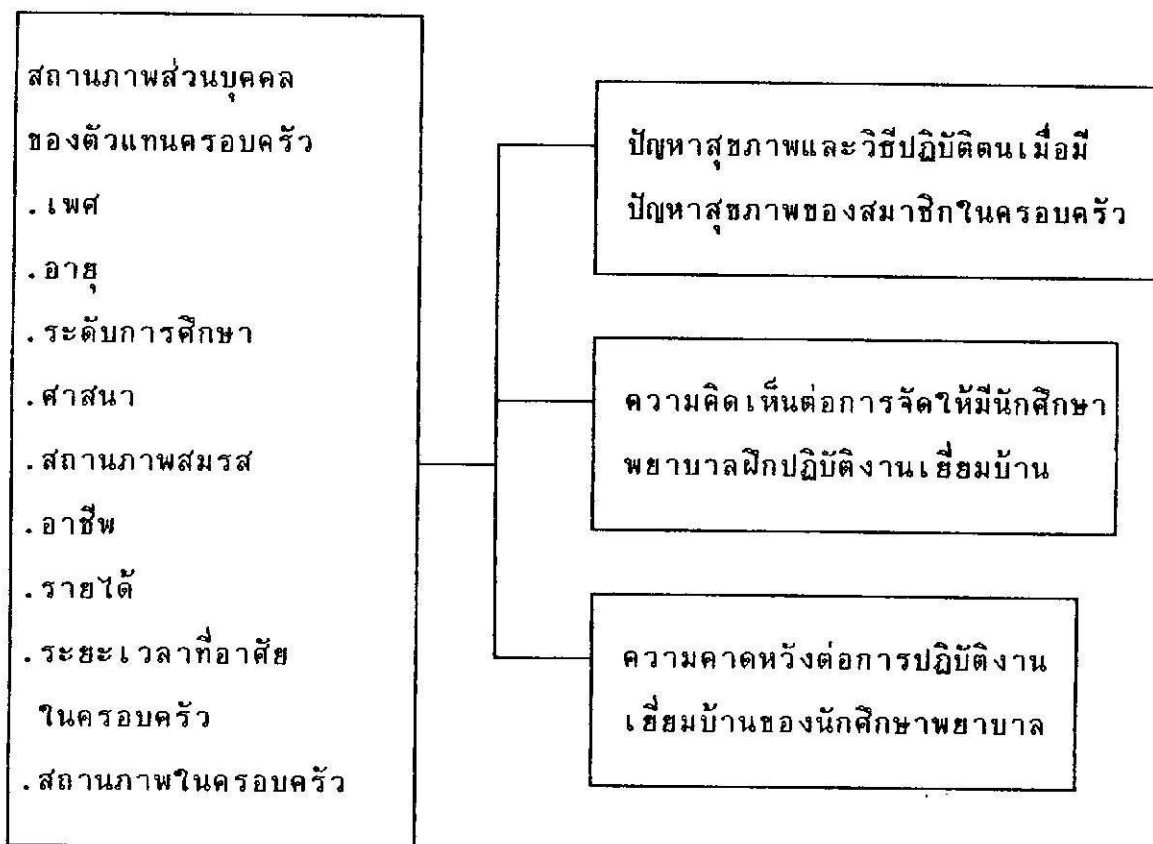 สถานภาพส่วนบุคคล
ของตัวแทนครอบครัว
.เพศ
.อายุ
.ระดับการศึกษา
.ศาสนา
.สถานภาพสมรส
.อาชีพ
.รายได้
.ระยะเวลาที่อาศัย
ในครอบครัว
.สถานภาพในครอบครัว
ปัญหาสุขภาพและวิธีปฏิบัติตนเมื่อมี
ปัญหาสุขภาพของสมาชิกในครอบครัว
ความคิดเห็นต่อการจัดให้มีนักศึกษา
พยาบาลฝึกปฏิบัติงานเยี่ยมบ้าน
ความคาดหวังต่อการปฏิบัติงาน
เยี่ยมบ้านของนักศึกษาพยาบาล